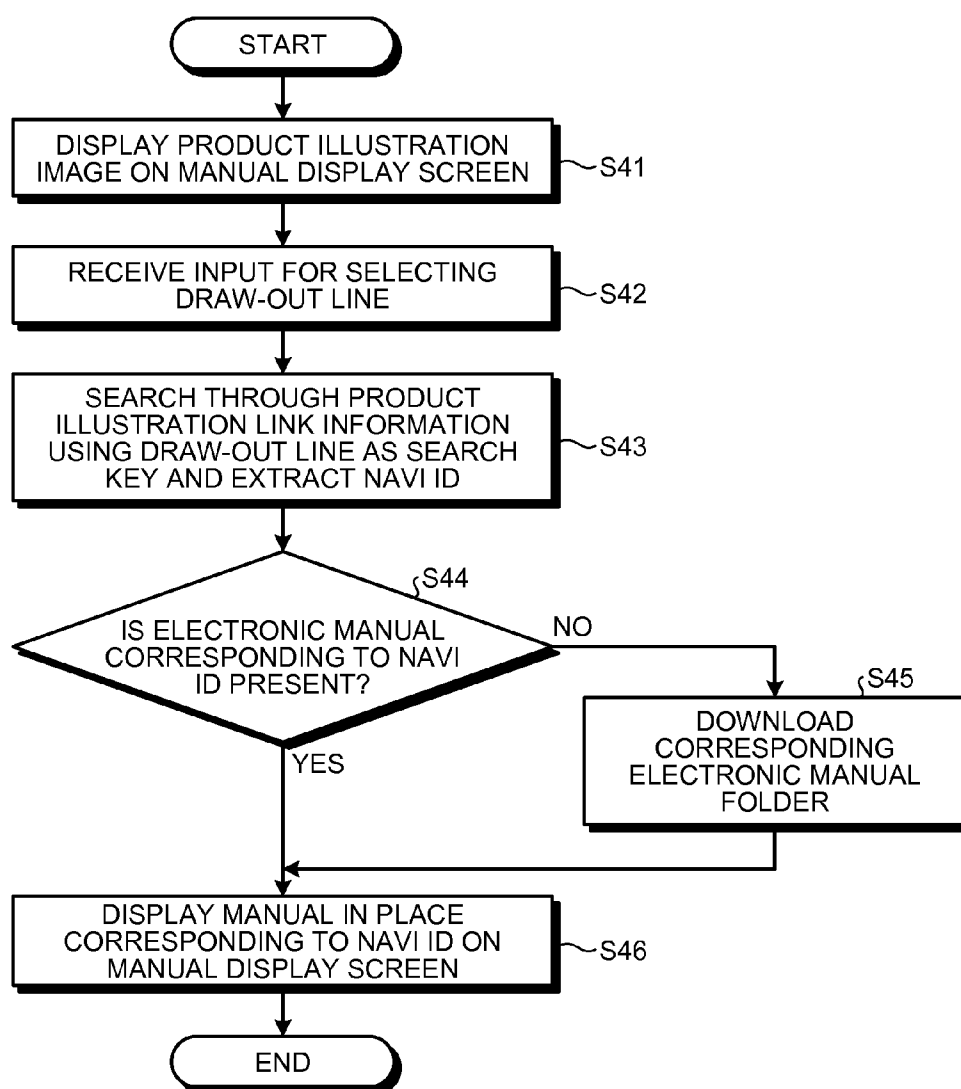 START
DISPLAY PRODUCT ILLUSTRATION
IMAGE ON MANUAL DISPLAY SCREEN
S41
RECEIVE INPUT FOR SELECTING
DRAW-OUT LINE
S42
SEARCH THROUGH PRODUCT
ILLUSTRATION LINK INFORMATION
USING DRAW-OUT LINE AS SEARCH
KEY AND EXTRACT NAVI ID
S43
S44
IS ELECTRONIC MANUAL
CORRESPONDING TO NAVI
ID PRESENT?
NO
YES
S45
DOWNLOAD
CORRESPONDING
ELECTRONIC MANUAL
FOLDER
DISPLAY MANUAL IN PLACE
CORRESPONDING TO NAVI ID ON
MANUAL DISPLAY SCREEN
S46
END